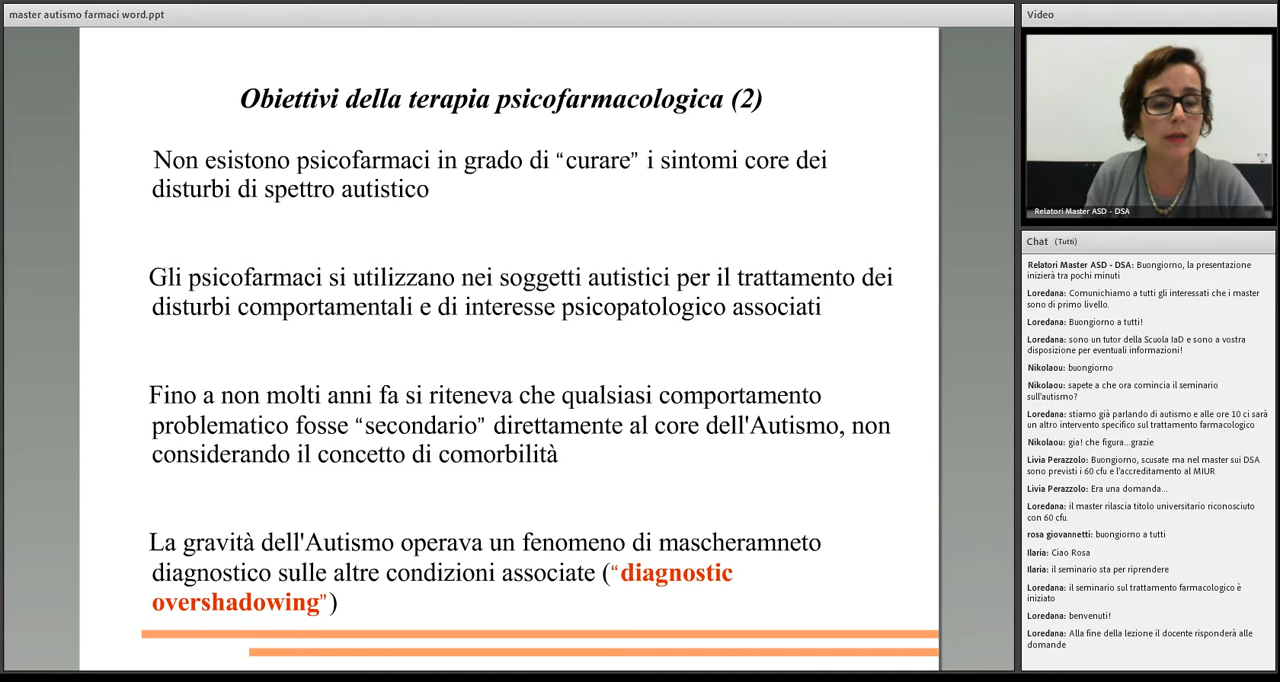 master autismo farmaci word.ppt
Obiettivi della terapia psicofarmacologica (2)
Non esistono psicofarmaci in grado di “curare” i sintomi core dei
disturbi di spettro autistico
Gli psicofarmaci si utilizzano nei soggetti autistici per il trattamento dei
disturbi comportamentali e di interesse psicopatologico associati
Fino a non molti anni fa si riteneva che qualsiasi comportamento
problematico fosse “secondario” direttamente al core dell'Autismo, non
considerando il concetto di comorbilità
La gravità dell'Autismo operava un fenomeno di mascheramneto
diagnostico sulle altre condizioni associate (“diagnostic
overshadowing”)
Video
Relatori Master ASD - DSA
Chat (Tutti)
Relatori Master ASD - DSA: Buongiorno, la presentazione
inizierà tra pochi minuti
Loredana: Comunichiamo a tutti gli interessati che i master
sono di primo livello.
Loredana: Buongiorno a tutti!
Loredana: sono un tutor della Scuola IaD e sono a vostra
disposizione per eventuali informazioni!
Nikolaou: buongiorno
Nikolaou: sapete a che ora comincia il seminario
sull'autismo?
Loredana: stiamo già parlando di autismo e alle ore 10 ci sarà
un altro intervento specifico sul trattamento farmacologico
Nikolaou: gia! che figura...grazie
Livia Perazzolo: Buongiorno, scusate ma nel master sui DSA
sono previsti i 60 cfu e l'accreditamento al MIUR
Livia Perazzolo: Era una domanda...
Loredana: il master rilascia titolo universitario riconosciuto
con 60 cfu.
rosa giovannetti: buongiorno a tutti
Ilaria: Ciao Rosa
Ilaria: il seminario sta per riprendere
Loredana: il seminario sul trattamento farmacologico è
iniziato
Loredana: benvenuti!
Loredana: Alla fine della lezione il docente risponderà alle
domande